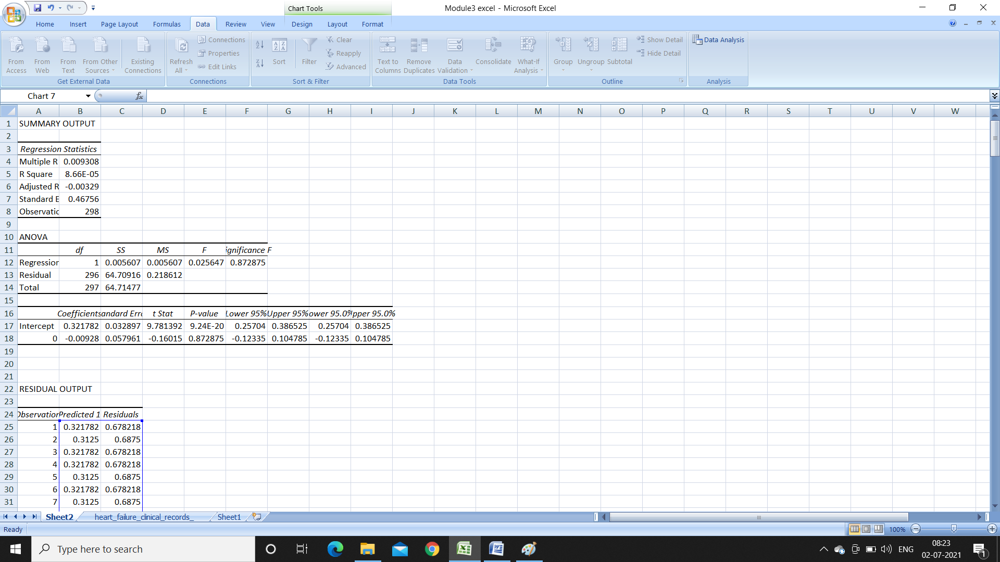 Chart Tools
Module3 excel - Microsoft Excel
Home Insert Page Layout Formulas Data Review View Design Layout Format
From Access
From Web
From Text
From Other Sources
Existing Connections
Get External Data
Refresh All
Connections
Properties
Edit Links
Connections
Sort
Filter
Clear
Reapply
Advanced
Sort & Filter
Text to Columns
Remove Duplicates
Data Validation
Consolidate
What-If Analysis
Data Tools
Group
Ungroup
Subtotal
Show Detail
Hide Detail
Outline
Data Analysis
Analysis
Chart 7 fx
A B C D E F G H I J K L M N O P Q R S T U V W
1 SUMMARY OUTPUT
2
3 Regression Statistics
4 Multiple R 0.009308
5 R Square 8.66E-05
6 Adjusted R -0.00329
7 Standard E 0.46756
8 Observatic 298
9
10 ANOVA
11 df SS MS F ignificance F
12 Regression 1 0.005607 0.005607 0.025647 0.872875
13 Residual 296 64.70916 0.218612
14 Total 297 64.71477
15
16 Coefficients andard Erro t Stat P-value Lower 95% Upper 95% ower 95.0% pper 95.0%
17 Intercept 0.321782 0.032897 9.781392 9.24E-20 0.25704 0.386525 0.25704 0.386525
18 0 -0.00928 0.057961 -0.16015 0.872875 -0.12335 0.104785 -0.12335 0.104785
19
20
21
22 RESIDUAL OUTPUT
23
24 Observation Predicted 1 Residuals
25 1 0.321782 0.678218
26 2 0.3125 0.6875
27 3 0.321782 0.678218
28 4 0.321782 0.678218
29 5 0.3125 0.6875
30 6 0.321782 0.678218
31 7 0.3125 0.6875
Sheet2 heart_failure_clinical_records_ Sheet1
Ready 100%
Type here to search
ENG
08:23
02-07-2021
1